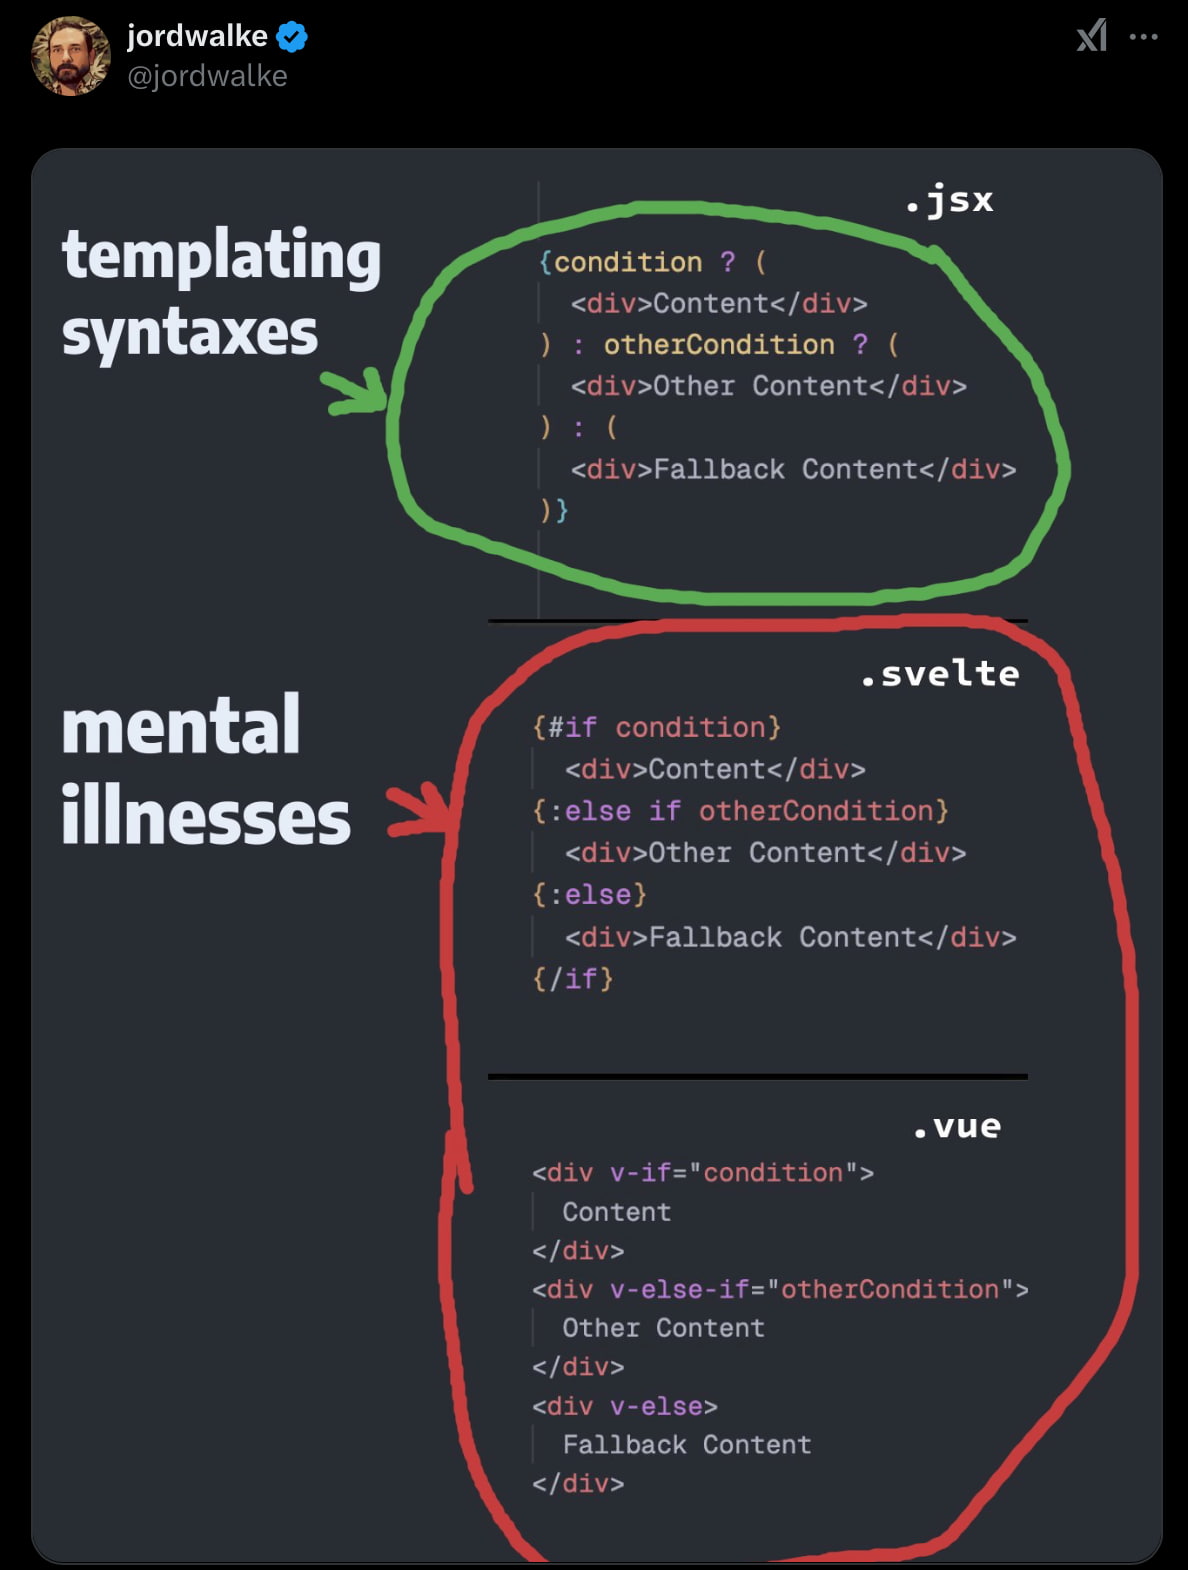 jordwalke
@jordwalke
templating
syntaxes
.jsx
{condition ? (
<div>Content</div>
) : otherCondition ? (
<div>Other Content</div>
) : (
<div>Fallback Content</div>
)}
mental
illnesses
.svelte
{#if condition}
<div>Content</div>
{:else if otherCondition}
<div>Other Content</div>
{:else}
<div>Fallback Content</div>
{/if}
.vue
<div v-if="condition">
Content
</div>
<div v-else-if="otherCondition">
Other Content
</div>
<div v-else>
Fallback Content
</div>